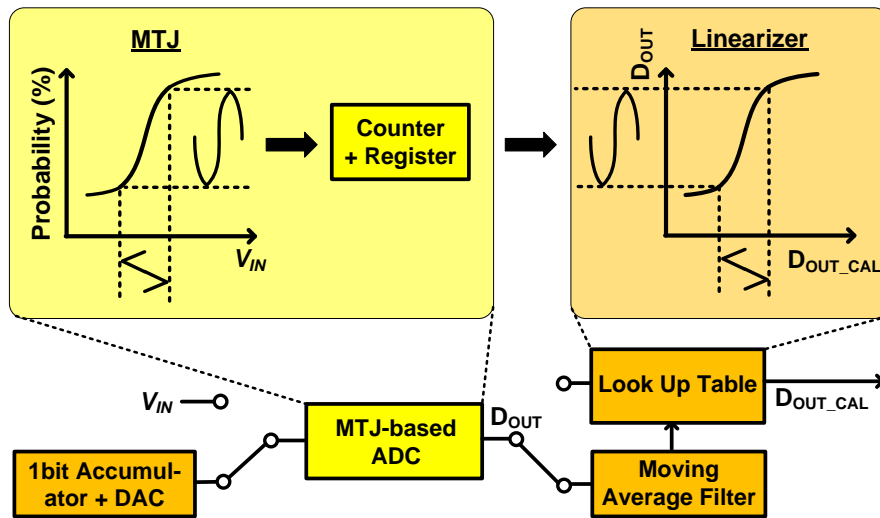 MTJ
Probability (%)
V_IN
Counter
+ Register
Linearizer
D_OUT
D_OUT_CAL
V_IN
1bit Accumul-
ator + DAC
MTJ-based
ADC
D_OUT
Look Up Table
D_OUT_CAL
Moving
Average Filter